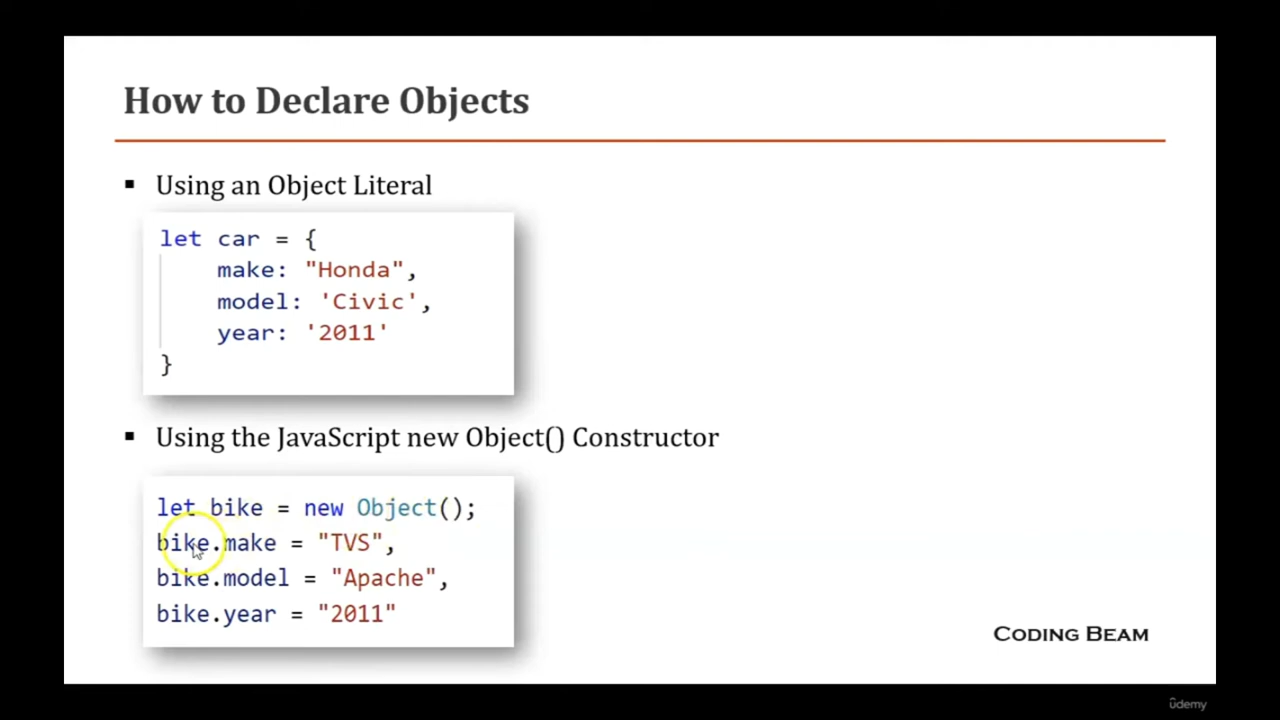 How to Declare Objects
▪ Using an Object Literal
let car = {
    make: "Honda",
    model: 'Civic',
    year: '2011'
}
▪ Using the JavaScript new Object() Constructor
let bike = new Object();
bike.make = "TVS",
bike.model = "Apache",
bike.year = "2011"
CODING BEAM
ûdemy